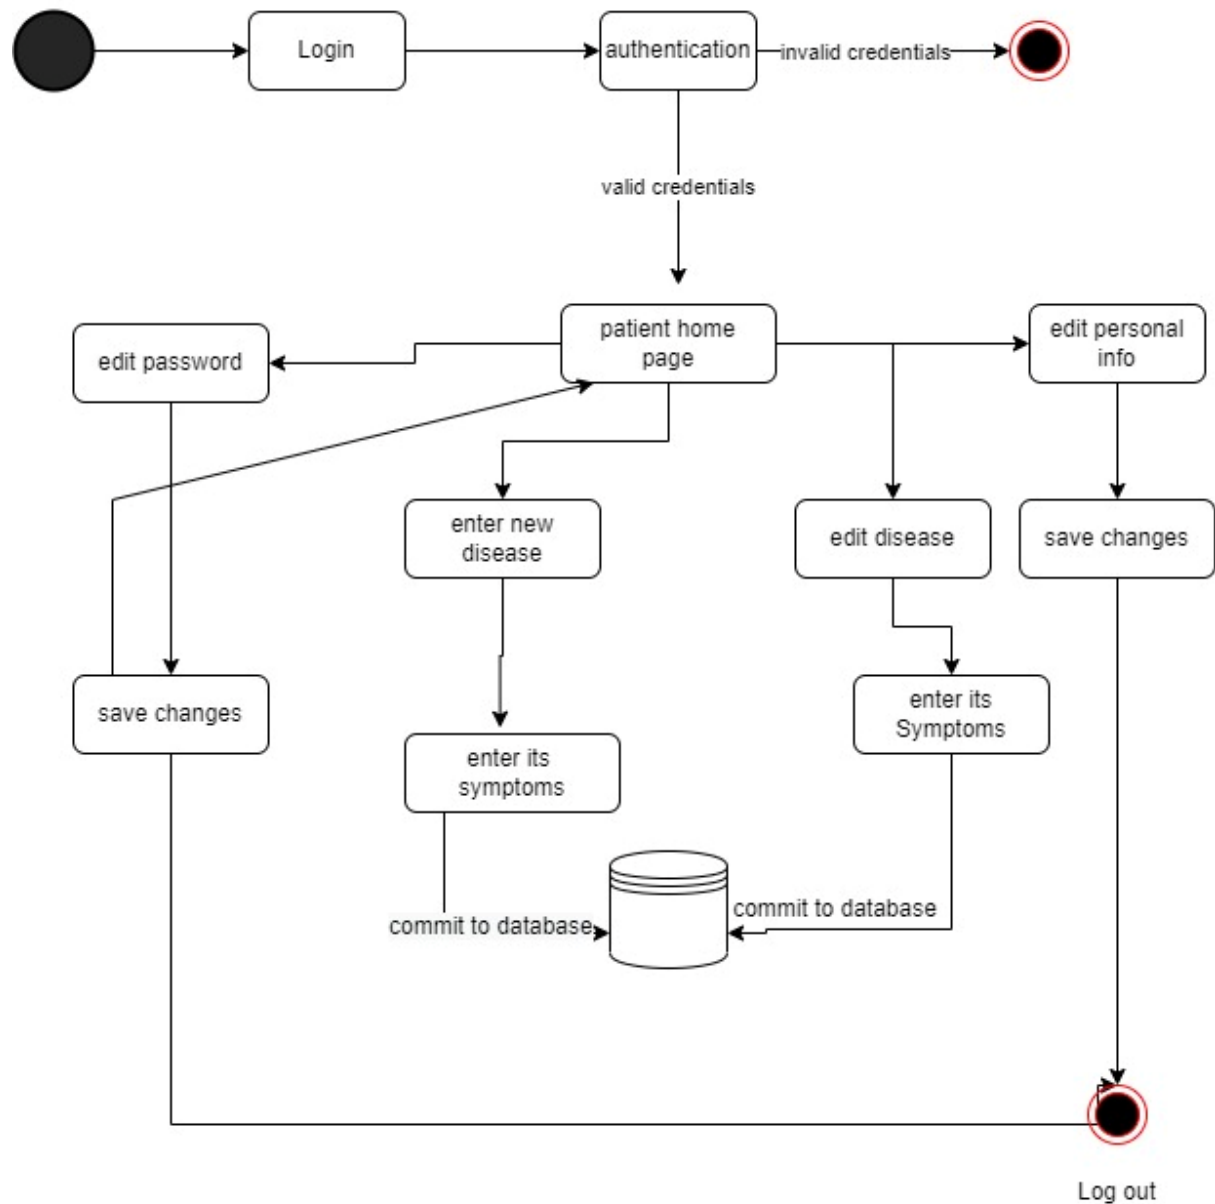 Login
authentication
invalid credentials
valid credentials
patient home
page
edit personal
info
edit password
enter new
disease
edit disease
save changes
save changes
enter its
symptoms
enter its
Symptoms
commit to database
commit to database
Log out